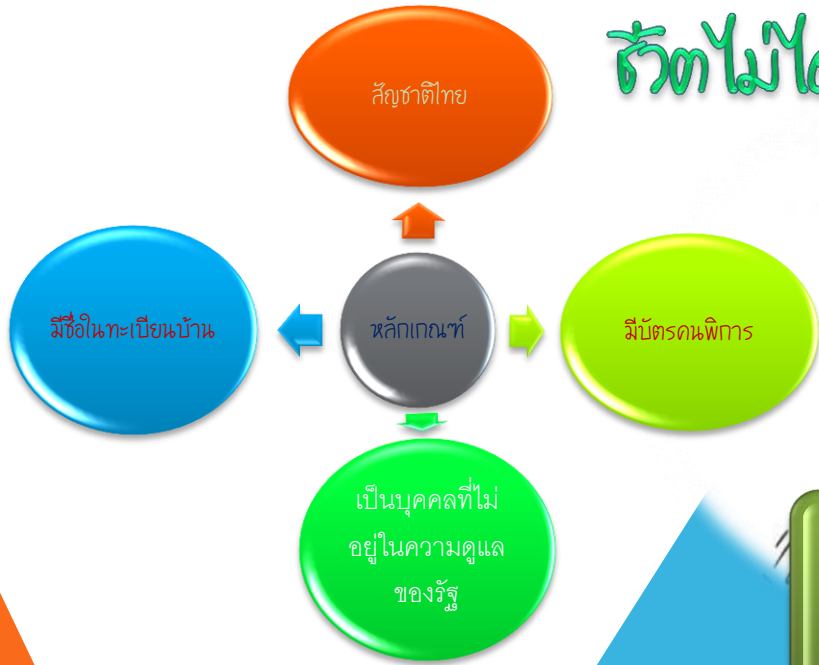 สัญชาติไทย
มีชื่อในทะเบียนบ้าน
หลักเกณฑ์
มีบัตรคนพิการ
เป็นบุคคลที่ไม่
อยู่ในความดูแล
ของรัฐ